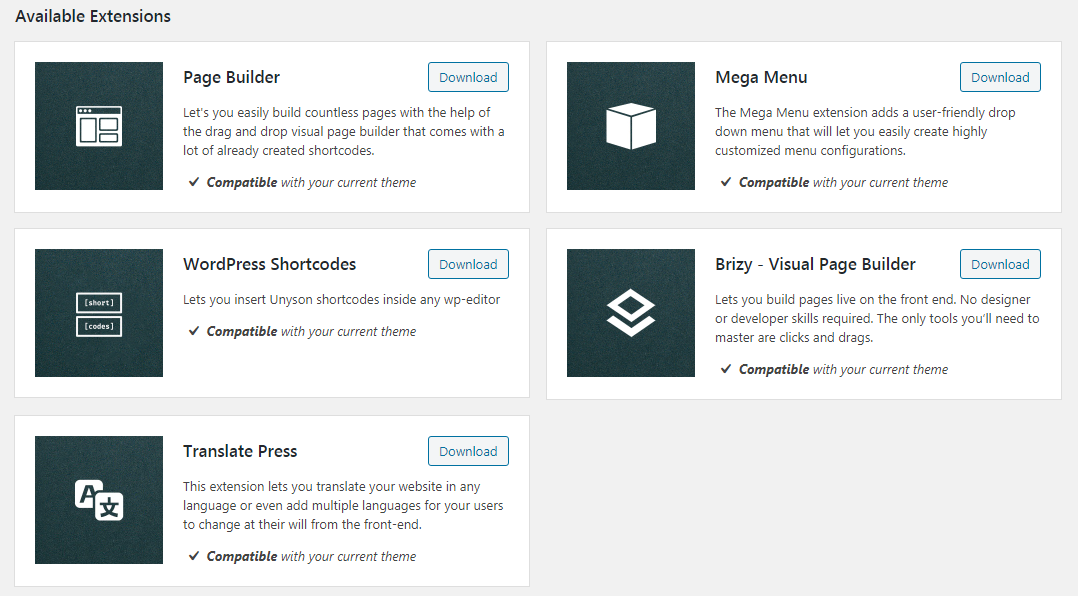 Available Extensions
Page Builder
Download
Let's you easily build countless pages with the help of
the drag and drop visual page builder that comes with a
lot of already created shortcodes.
Compatible with your current theme
Mega Menu
Download
The Mega Menu extension adds a user-friendly drop
down menu that will let you easily create highly
customized menu configurations.
Compatible with your current theme
[short]
[codes]
WordPress Shortcodes
Download
Lets you insert Unyson shortcodes inside any wp-editor
Compatible with your current theme
Brizy - Visual Page Builder
Download
Lets you build pages live on the front end. No designer
or developer skills required. The only tools you’ll need to
master are clicks and drags.
Compatible with your current theme
A 文
Translate Press
Download
This extension lets you translate your website in any
language or even add multiple languages for your users
to change at their will from the front-end.
Compatible with your current theme